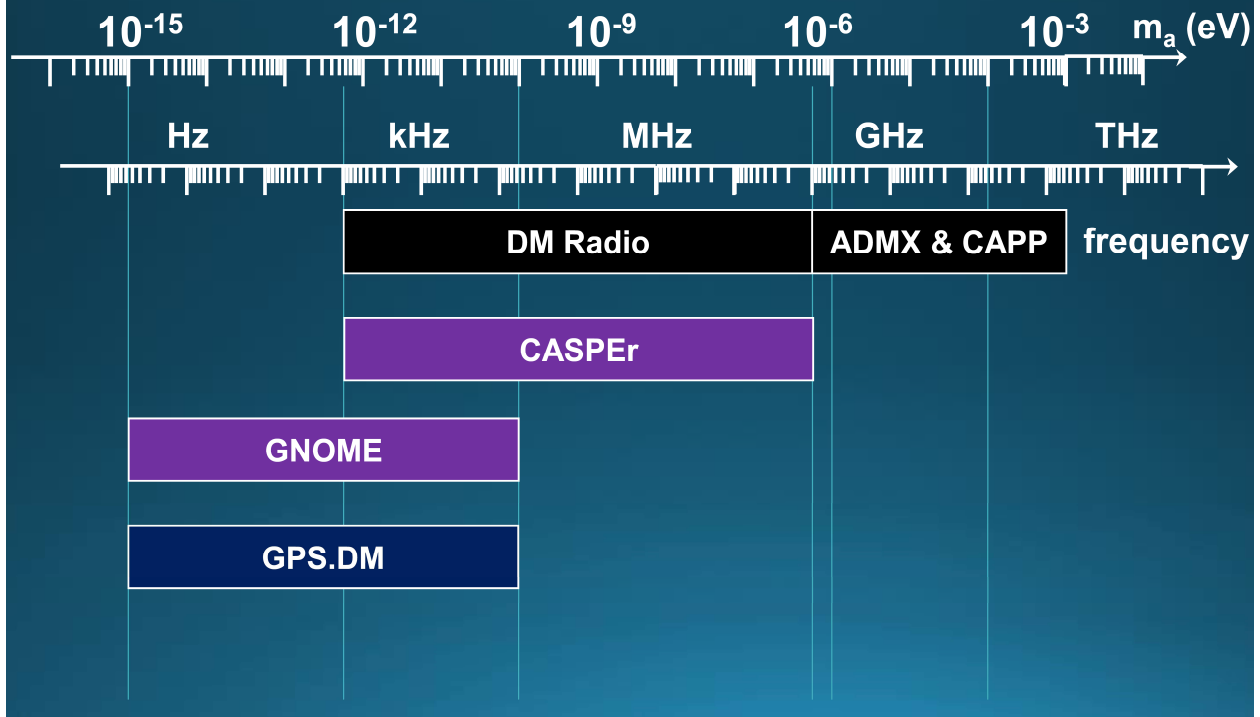 10⁻¹⁵ 10⁻¹² 10⁻⁹ 10⁻⁶ 10⁻³ mₐ (eV)
Hz kHz MHz GHz THz
DM Radio ADMX & CAPP frequency
CASPEr
GNOME
GPS.DM